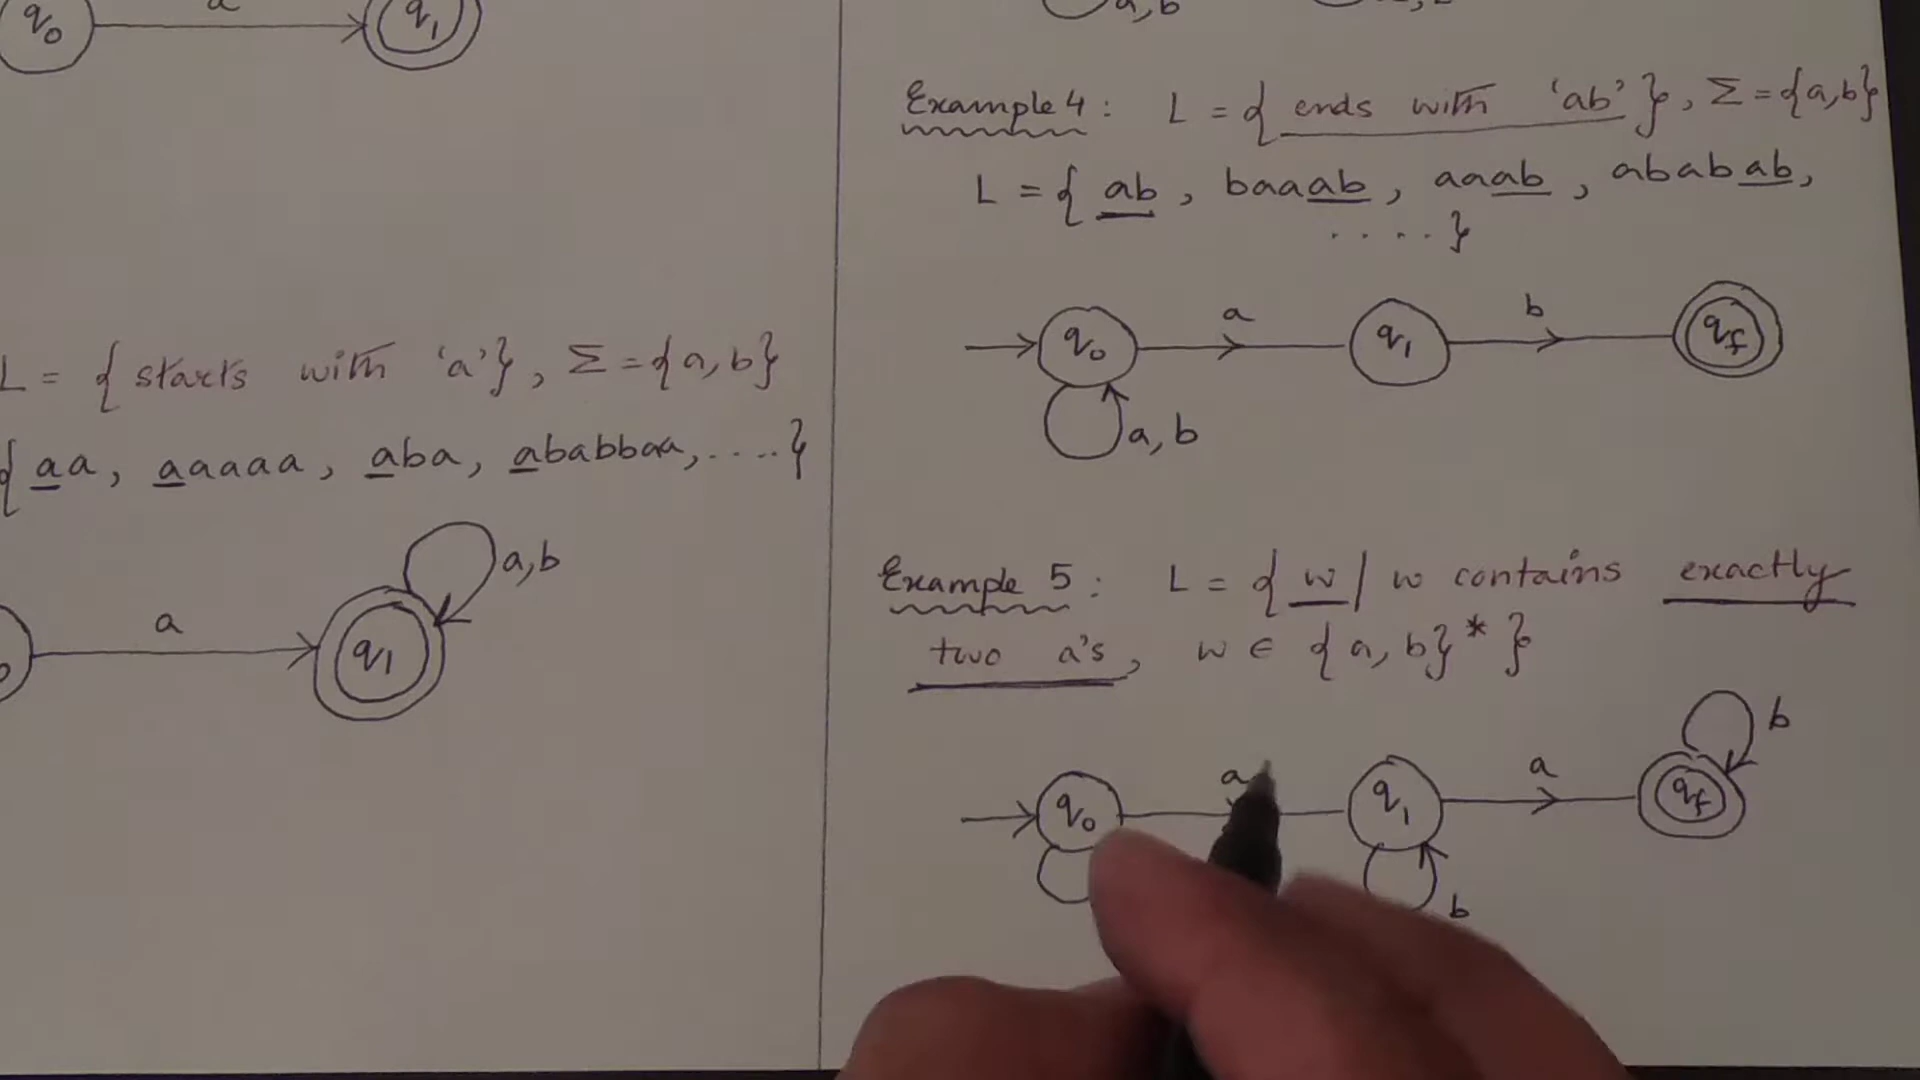 a
q₀ q₁
L = { starts with 'a'}, Σ = {a, b}
{ aa, aaaaa, aba, ababbaa, ....}
a,b
a
q₁
a,b
Example 4: L = { ends with 'ab' }, Σ = {a,b}
L = { ab, baaab, aaab, ababab,
.... }
a b
q₀ q₁ qf
a, b
Example 5: L = { w | w contains exactly
two a's, w ∈ {a, b}* }
b
a a
q₀ q₁ qf
b